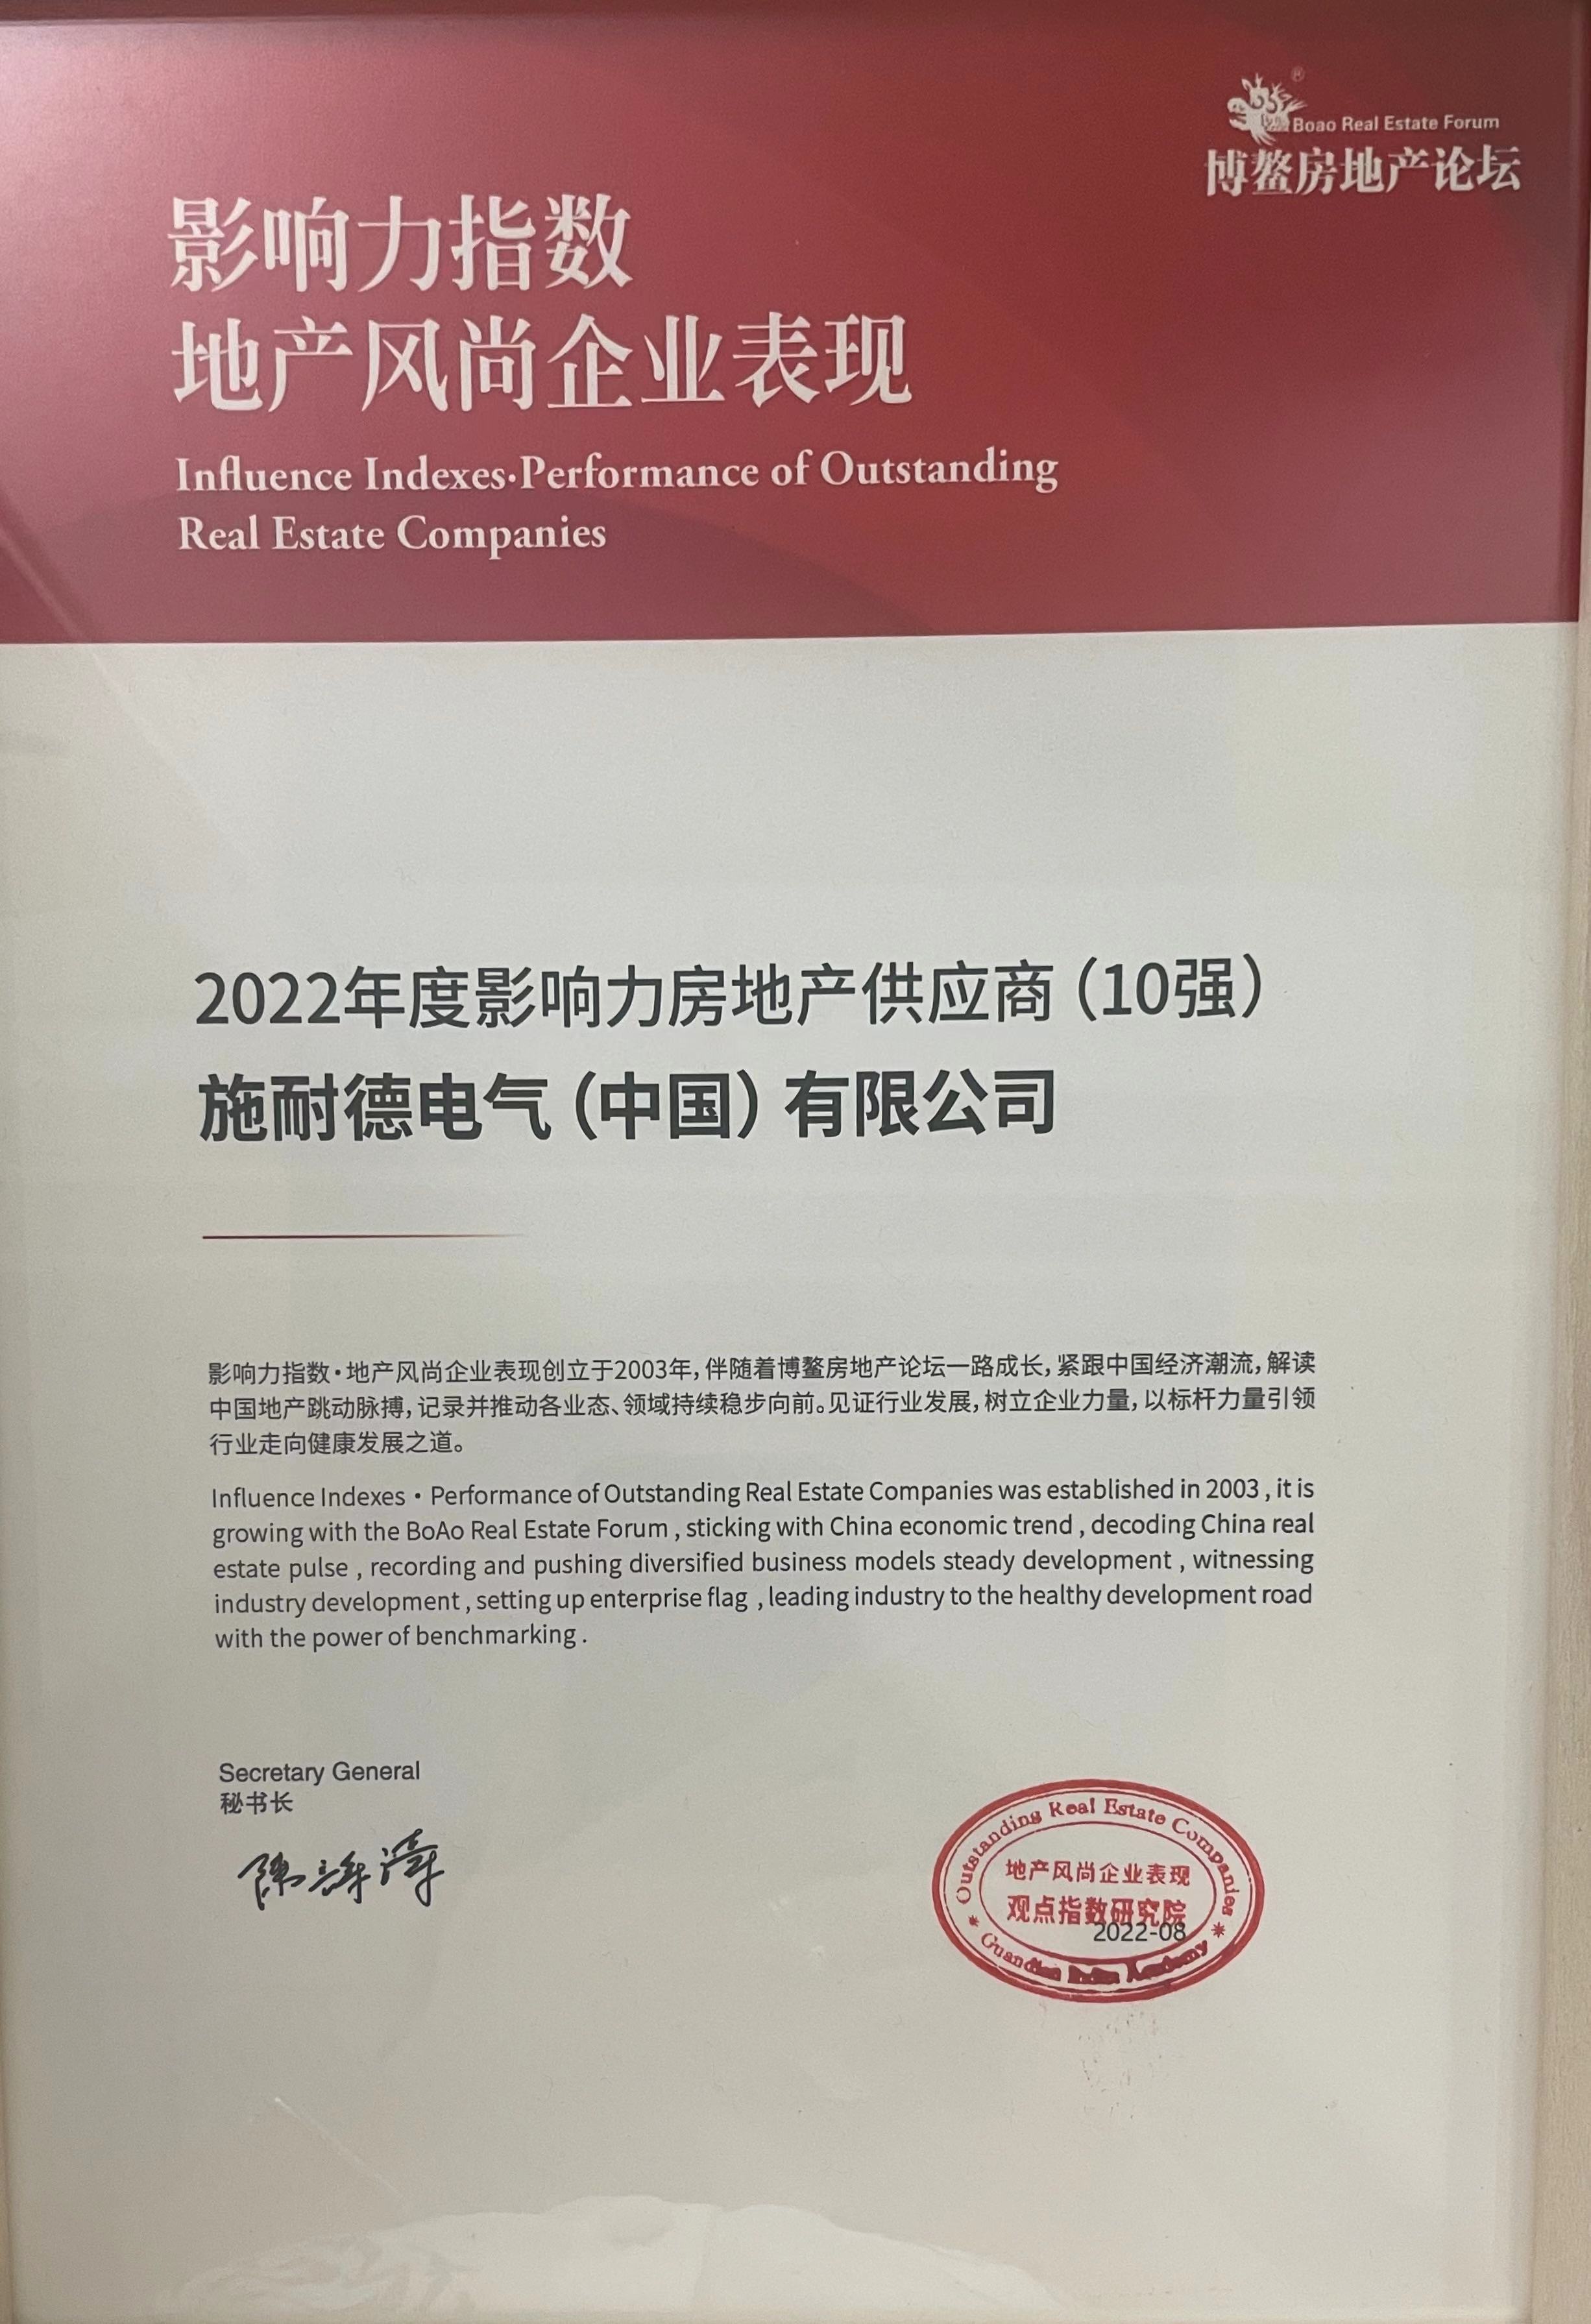 Boao Real Estate Forum
博鳌房地产论坛
影响力指数
地产风尚企业表现
Influence Indexes·Performance of Outstanding
Real Estate Companies
2022年度影响力房地产供应商（10强）
施耐德电气（中国）有限公司
影响力指数·地产风尚企业表现创立于2003年，伴随着博鳌房地产论坛一路成长，紧跟中国经济潮流，解读
中国地产跳动脉搏，记录并推动各业态、领域持续稳步向前。见证行业发展，树立企业力量，以标杆力量引领
行业走向健康发展之道。
Influence Indexes · Performance of Outstanding Real Estate Companies was established in 2003 , it is
growing with the BoAo Real Estate Forum , sticking with China economic trend , decoding China real
estate pulse , recording and pushing diversified business models steady development , witnessing
industry development , setting up enterprise flag , leading industry to the healthy development road
with the power of benchmarking .
Secretary General
秘书长
Outstanding Real Estate Companies
地产风尚企业表现
观点指数研究院
2022-08
Guandian Index Academy